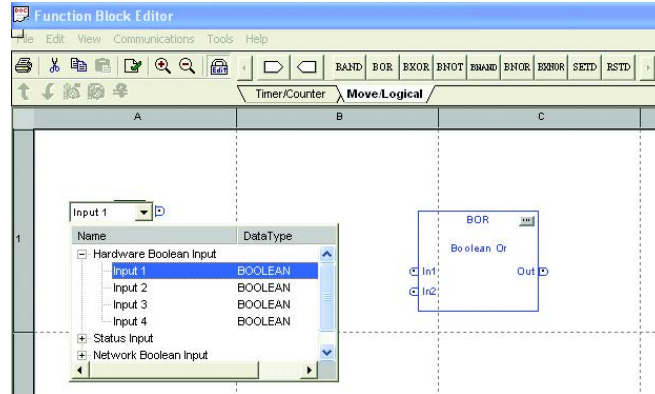 Function Block Editor
File Edit View Communications Tools Help
Edit BAND BOR BXOR BNOT BNAND BNOR BXNOR SETD RSTD
Timer/Counter Move/Logical
A B C
1
Input 1
Name DataType
Hardware Boolean Input
Input 1 BOOLEAN
Input 2 BOOLEAN
Input 3 BOOLEAN
Input 4 BOOLEAN
Status Input
Network Boolean Input
BOR
Boolean Or
In1 Out
In2